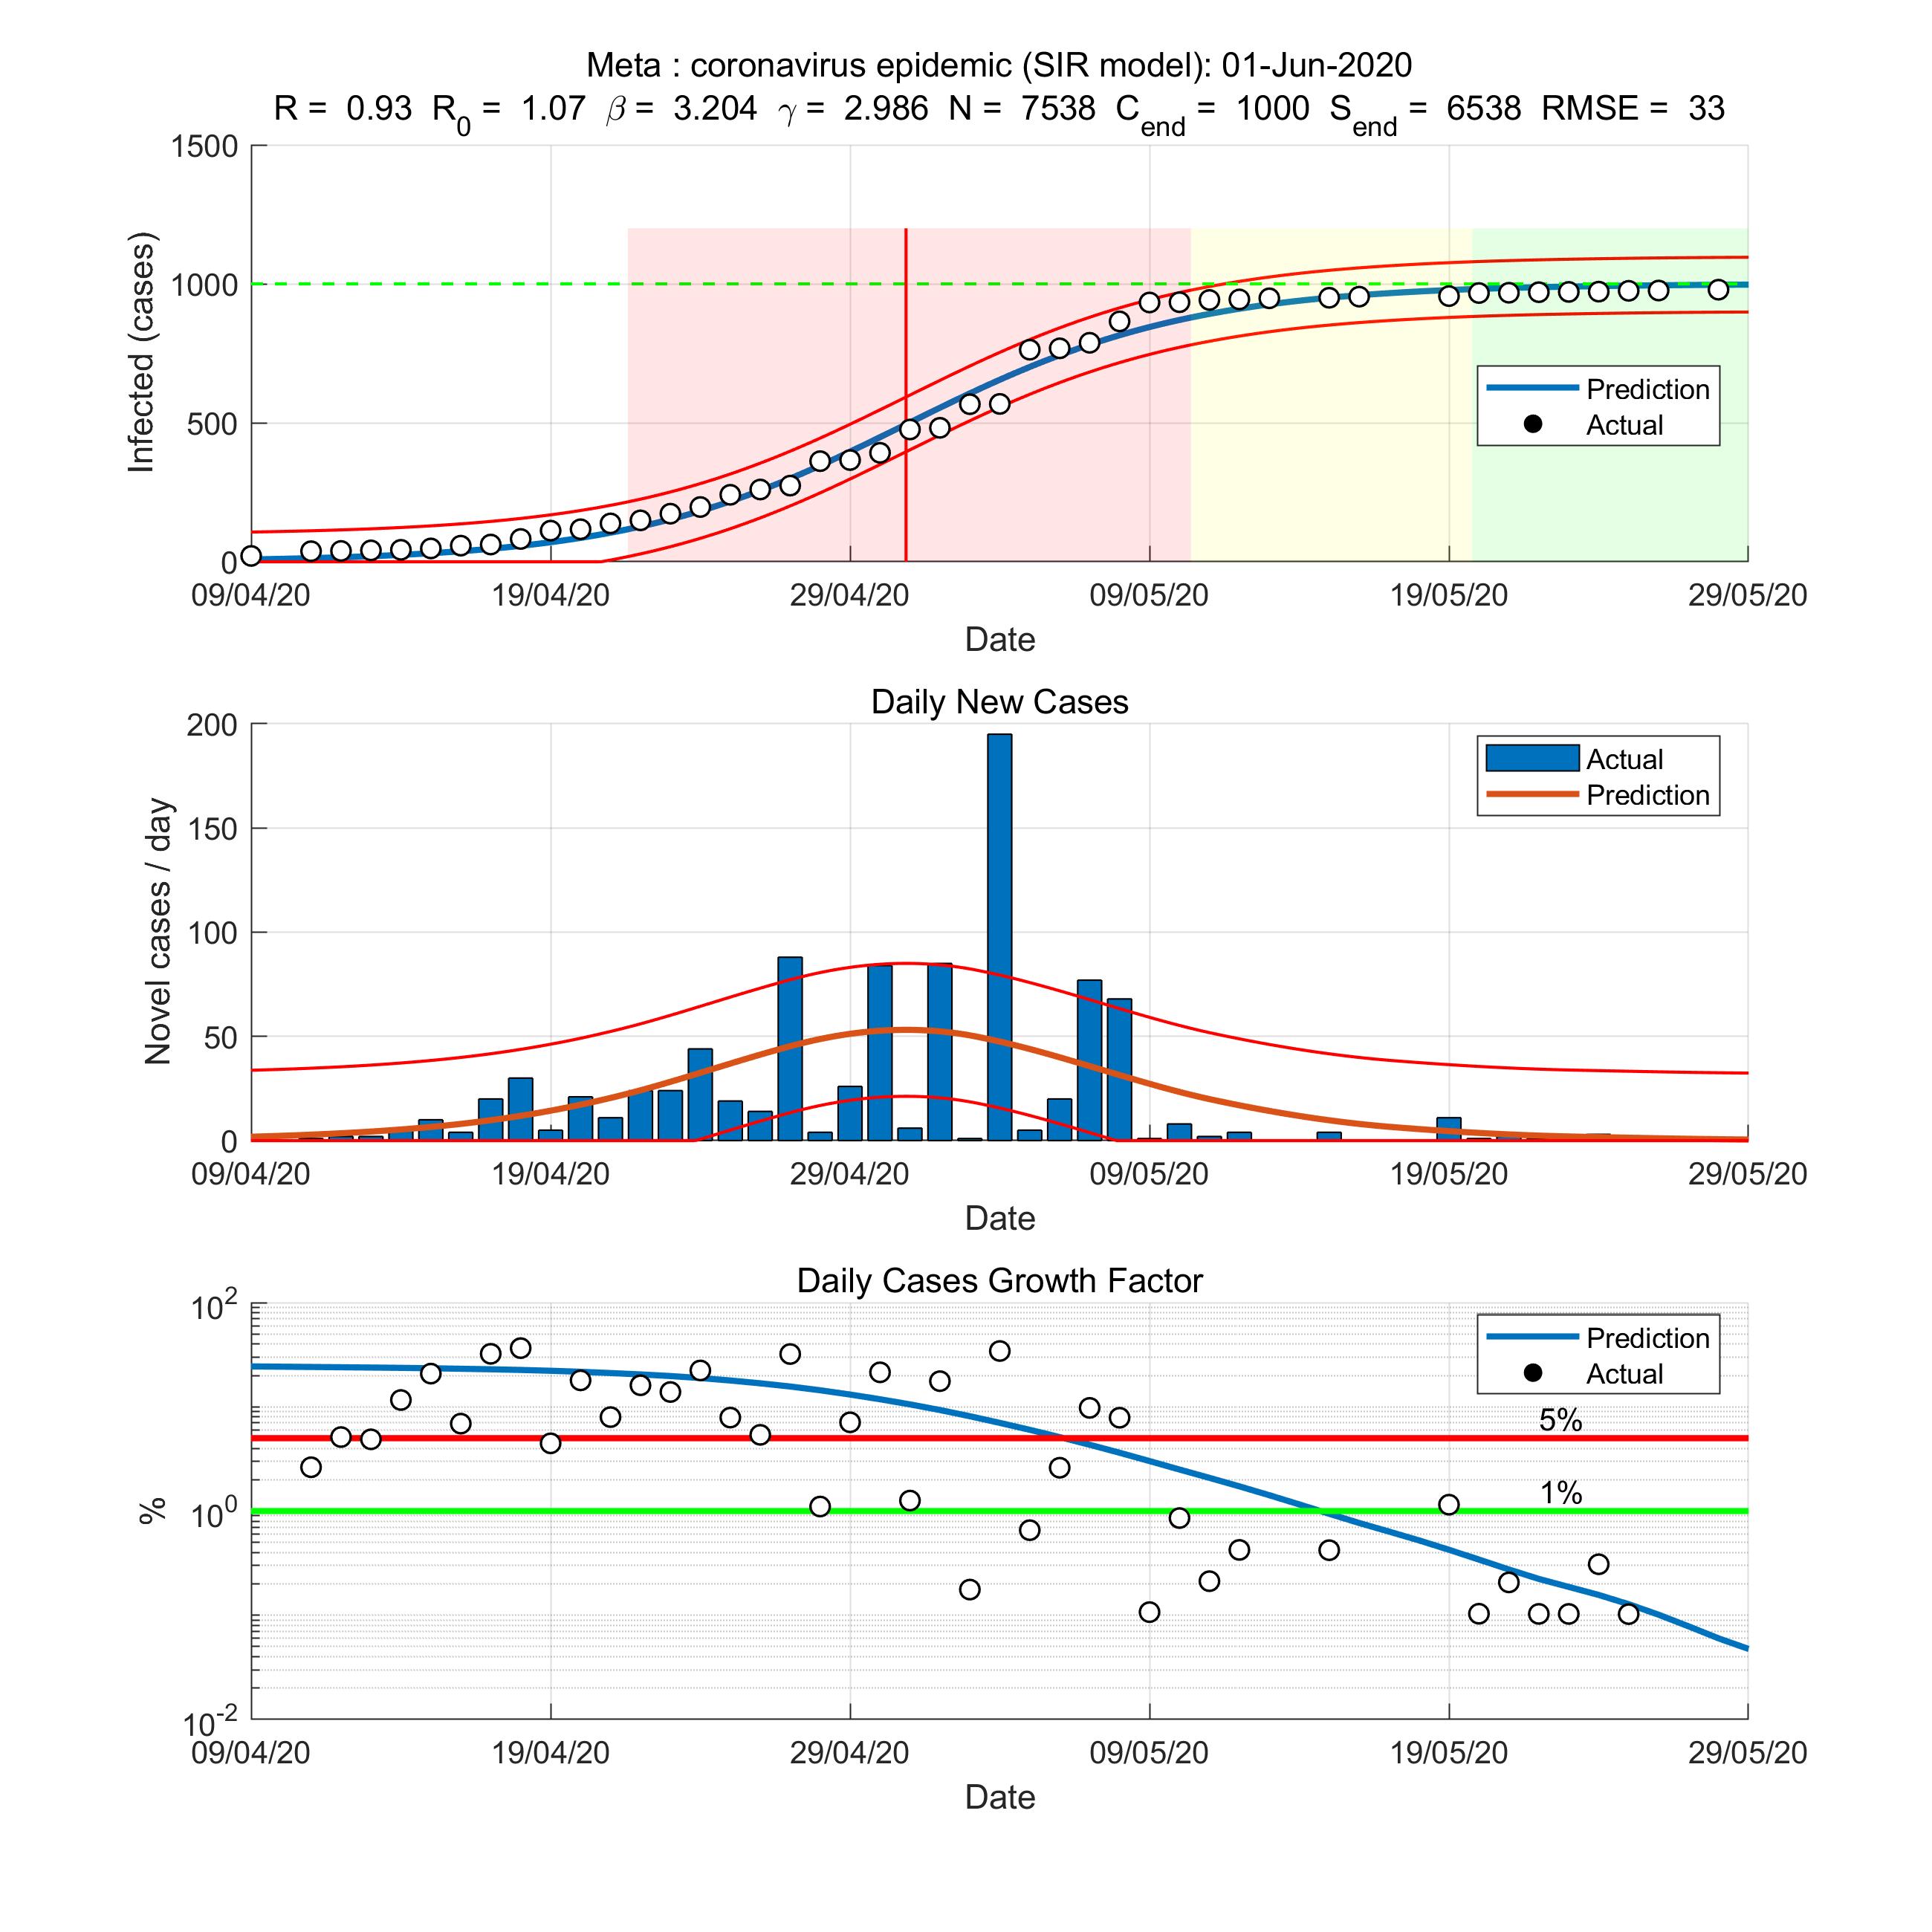 Meta : coronavirus epidemic (SIR model): 01-Jun-2020
R = 0.93 R0 = 1.07 β = 3.204 γ = 2.986 N = 7538 Cend = 1000 Send = 6538 RMSE = 33
1500
1000
500
0
Infected (cases)
Prediction
Actual
09/04/20 19/04/20 29/04/20 09/05/20 19/05/20 29/05/20
Date
Daily New Cases
200
150
100
50
0
Novel cases / day
Actual
Prediction
09/04/20 19/04/20 29/04/20 09/05/20 19/05/20 29/05/20
Date
Daily Cases Growth Factor
10^2
10^0
10^-2
%
Prediction
Actual
5%
1%
09/04/20 19/04/20 29/04/20 09/05/20 19/05/20 29/05/20
Date